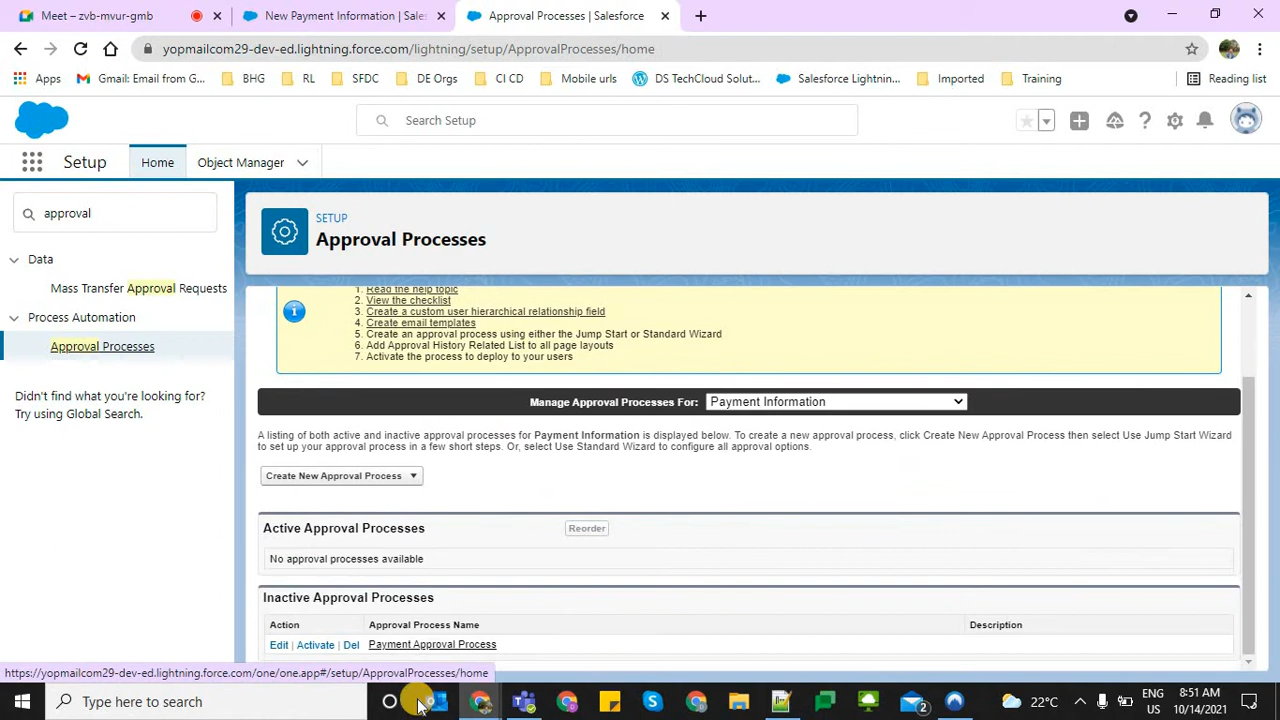 Meet – zvb-mvur-gmb
New Payment Information | Sales
Approval Processes | Salesforce
yopmailcom29-dev-ed.lightning.force.com/lightning/setup/ApprovalProcesses/home
Apps
Gmail: Email from G...
BHG
RL
SFDC
DE Orgs
CI CD
Mobile urls
DS TechCloud Solut...
Salesforce Lightnin...
Imported
Training
Reading list
Search Setup
Setup
Home
Object Manager
approval
Data
Mass Transfer Approval Requests
Process Automation
Approval Processes
Didn't find what you're looking for?
Try using Global Search.
SETUP
Approval Processes
1. Read the help topic
2. View the checklist
3. Create a custom user hierarchical relationship field
4. Create email templates
5. Create an approval process using either the Jump Start or Standard Wizard
6. Add Approval History Related List to all page layouts
7. Activate the process to deploy to your users
Manage Approval Processes For: Payment Information
A listing of both active and inactive approval processes for Payment Information is displayed below. To create a new approval process, click Create New Approval Process then select Use Jump Start Wizard
to set up your approval process in a few short steps. Or, select Use Standard Wizard to configure all approval options.
Create New Approval Process
Active Approval Processes
Reorder
No approval processes available
Inactive Approval Processes
Action
Approval Process Name
Description
Edit | Activate | Del
Payment Approval Process
https://yopmailcom29-dev-ed.lightning.force.com/one/one.app#/setup/ApprovalProcesses/home
Type here to search
2
22°C
ENG
PC
8:51 AM
10/14/2021